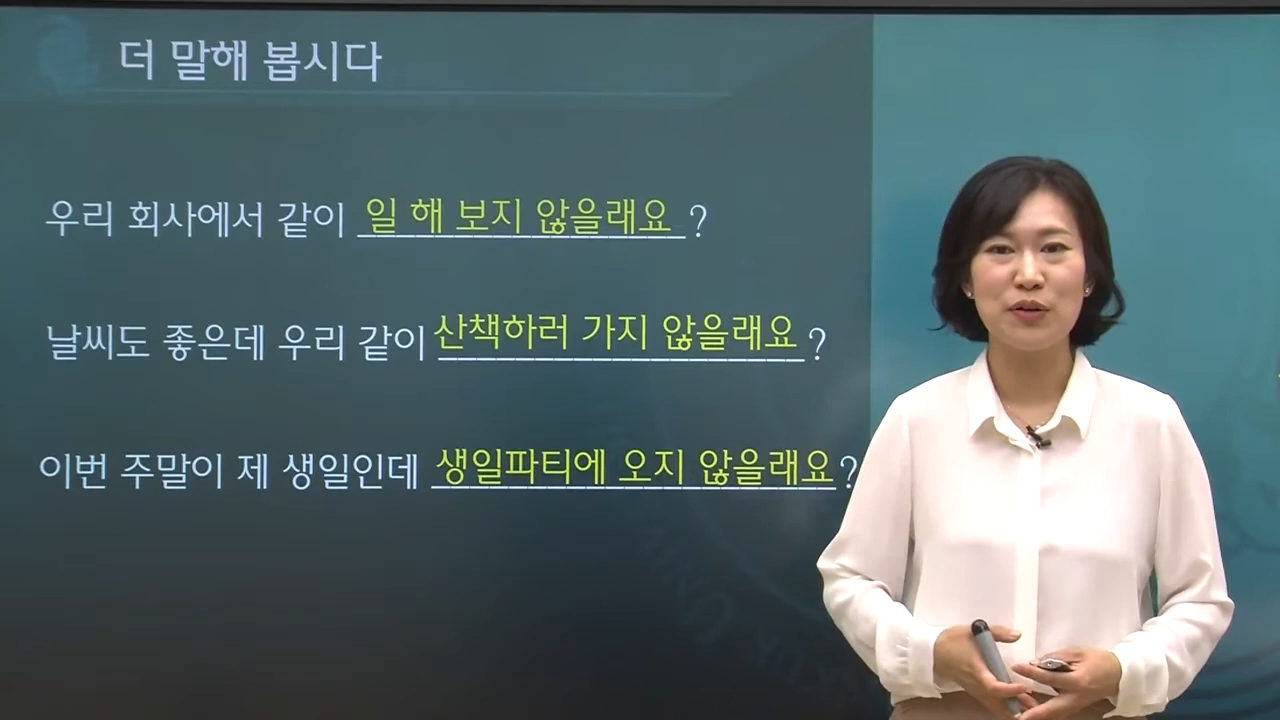 더 말해 봅시다
우리 회사에서 같이 일 해 보지 않을래요?
날씨도 좋은데 우리 같이 산책하러 가지 않을래요?
이번 주말이 제 생일인데 생일파티에 오지 않을래요?